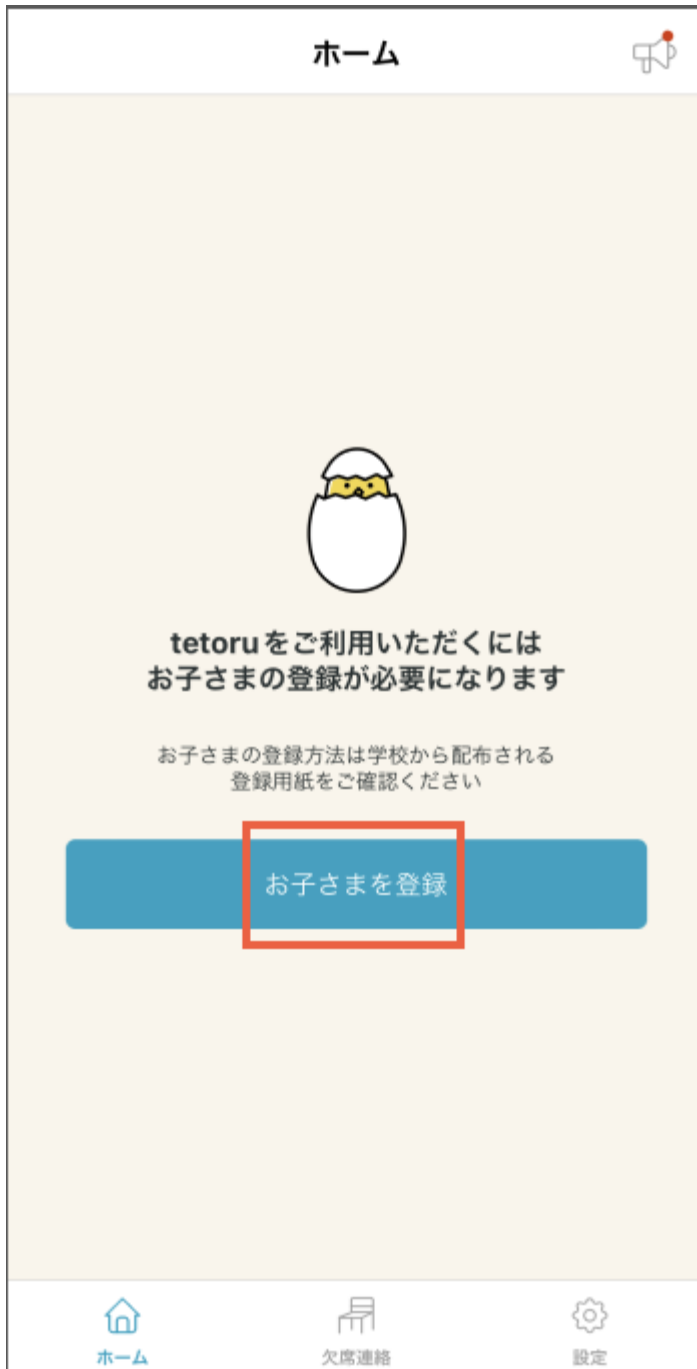 ホーム
tetoruをご利用いただくには
お子さまの登録が必要になります
お子さまの登録方法は学校から配布される
登録用紙をご確認ください
お子さまを登録
ホーム
欠席連絡
設定